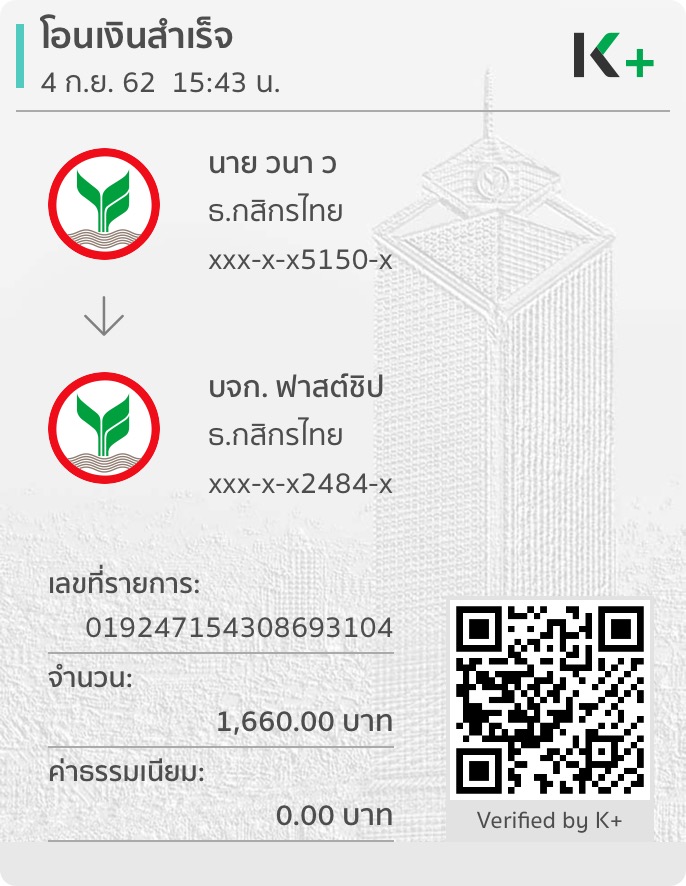 โอนเงินสำเร็จ
4 ก.ย. 62 15:43 น.
K+
นาย วนา ว
ธ.กสิกรไทย
xxx-x-x5150-x
บจก. ฟาสต์ชิป
ธ.กสิกรไทย
xxx-x-x2484-x
เลขที่รายการ:
019247154308693104
จำนวน:
1,660.00 บาท
ค่าธรรมเนียม:
0.00 บาท
Verified by K+